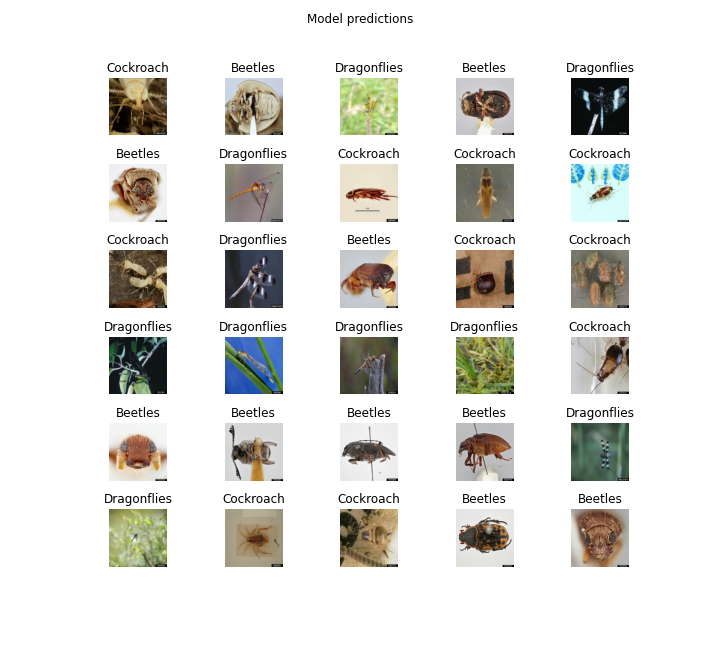 Model predictions
Cockroach Beetles Dragonflies Beetles Dragonflies
Beetles Dragonflies Cockroach Cockroach Cockroach
Cockroach Dragonflies Beetles Cockroach Cockroach
Dragonflies Dragonflies Dragonflies Dragonflies Cockroach
Beetles Beetles Beetles Beetles Dragonflies
Dragonflies Cockroach Cockroach Beetles Beetles